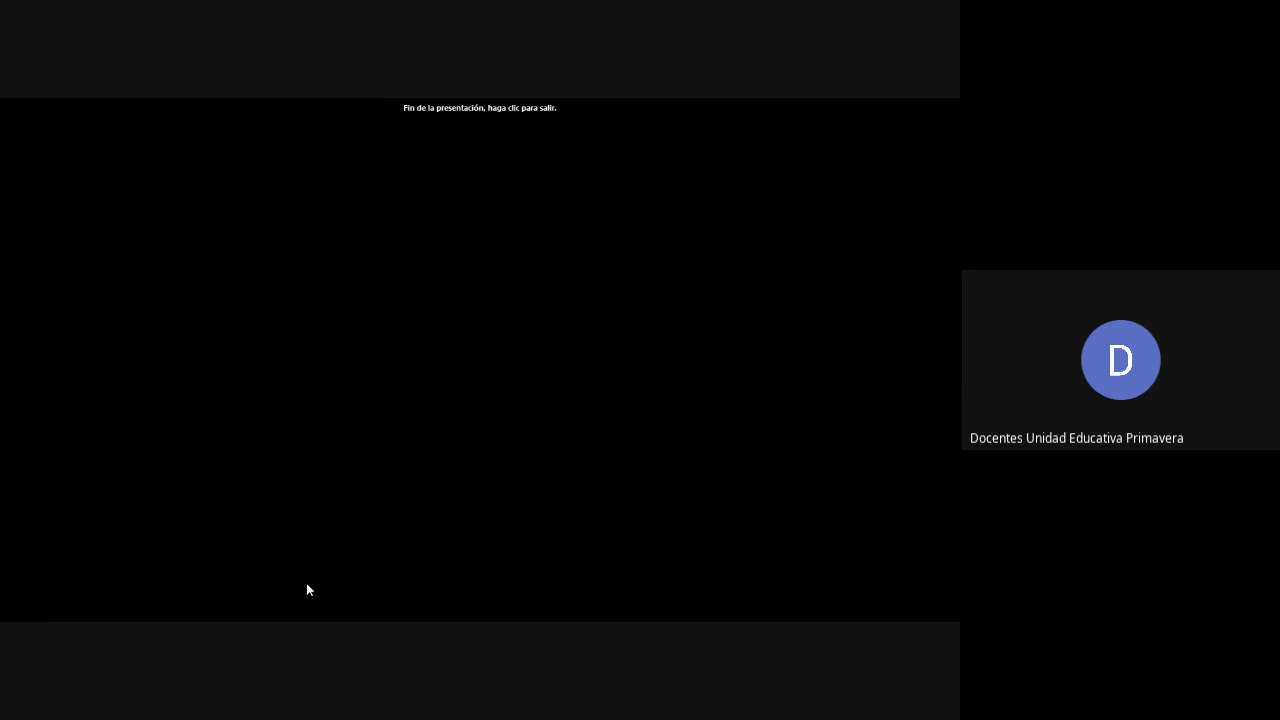 Fin de la presentación, haga clic para salir.
D
Docentes Unidad Educativa Primavera